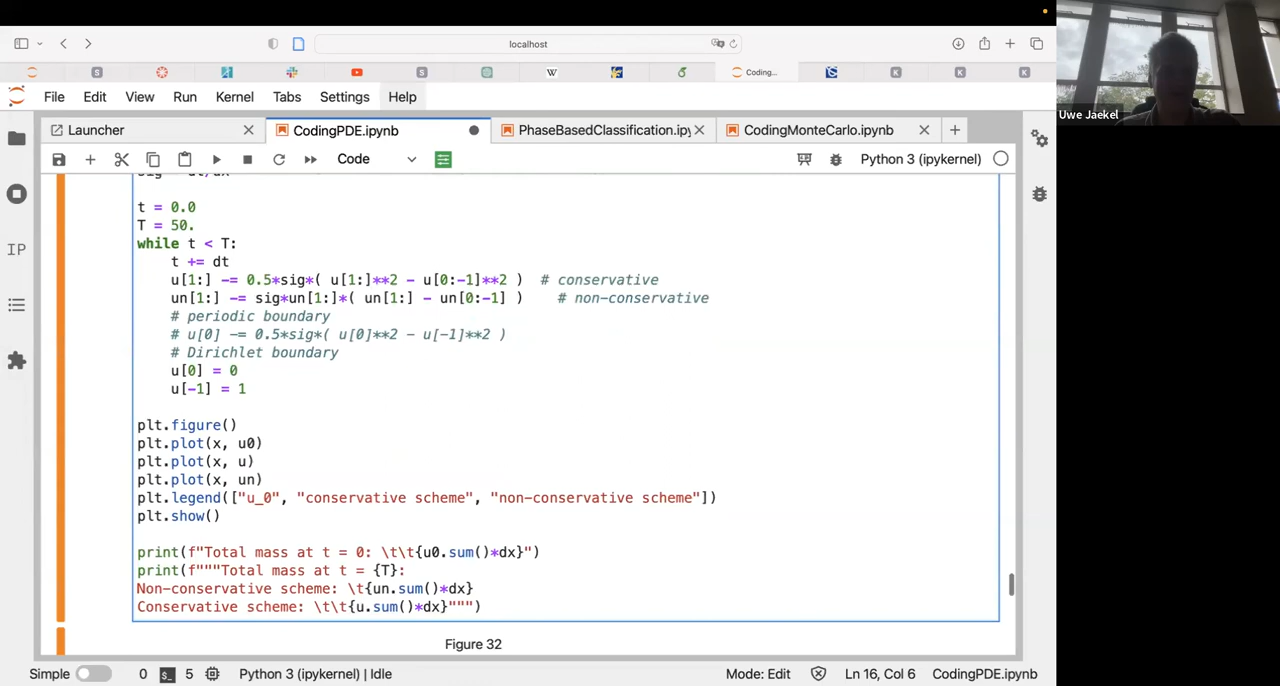 localhost
Coding...
File Edit View Run Kernel Tabs Settings Help
Launcher
CodingPDE.ipynb
PhaseBasedClassification.ipy
CodingMonteCarlo.ipynb
Code
Python 3 (ipykernel)
t = 0.0
T = 50.
while t < T:
t += dt
u[1:] -= 0.5*sig*( u[1:]**2 - u[0:-1]**2 ) # conservative
un[1:] -= sig*un[1:]*( un[1:] - un[0:-1] ) # non-conservative
# periodic boundary
# u[0] -= 0.5*sig*( u[0]**2 - u[-1]**2 )
# Dirichlet boundary
u[0] = 0
u[-1] = 1
plt.figure()
plt.plot(x, u0)
plt.plot(x, u)
plt.plot(x, un)
plt.legend(["u_0", "conservative scheme", "non-conservative scheme"])
plt.show()
print(f"Total mass at t = 0: \t\t{u0.sum()*dx}")
print(f"""Total mass at t = {T}:
Non-conservative scheme: \t{un.sum()*dx}
Conservative scheme: \t\t{u.sum()*dx}""")
Figure 32
Simple 0 5 Python 3 (ipykernel) | Idle Mode: Edit Ln 16, Col 6 CodingPDE.ipynb
Uwe Jaekel
IP